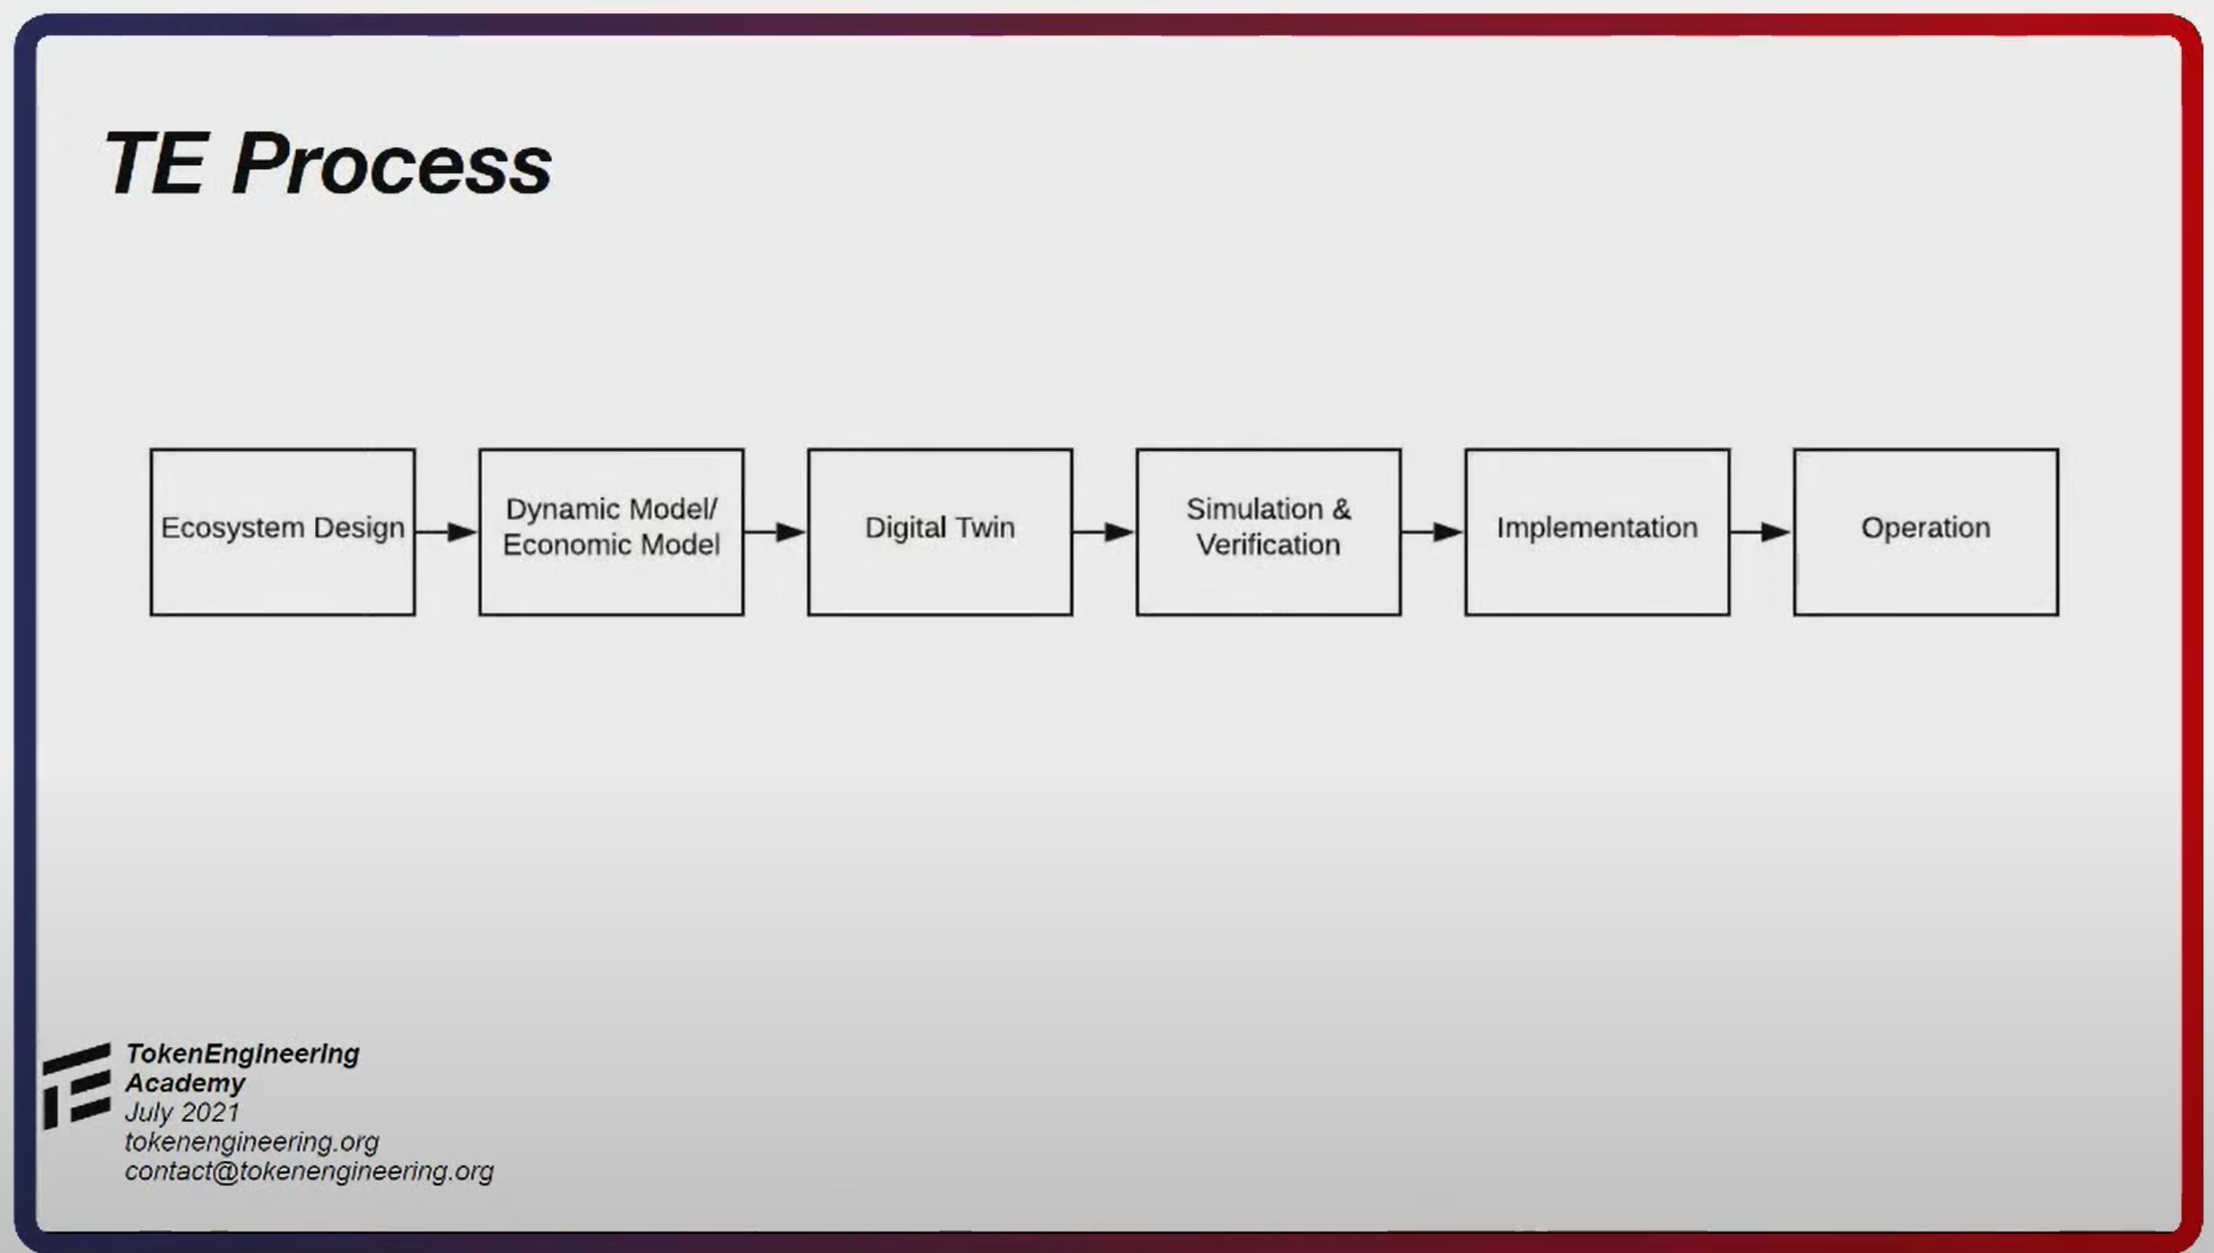 TE Process
Ecosystem Design
Dynamic Model/
Economic Model
Digital Twin
Simulation &
Verification
Implementation
Operation
TokenEngineering
Academy
July 2021
tokenengineering.org
contact@tokenengineering.org